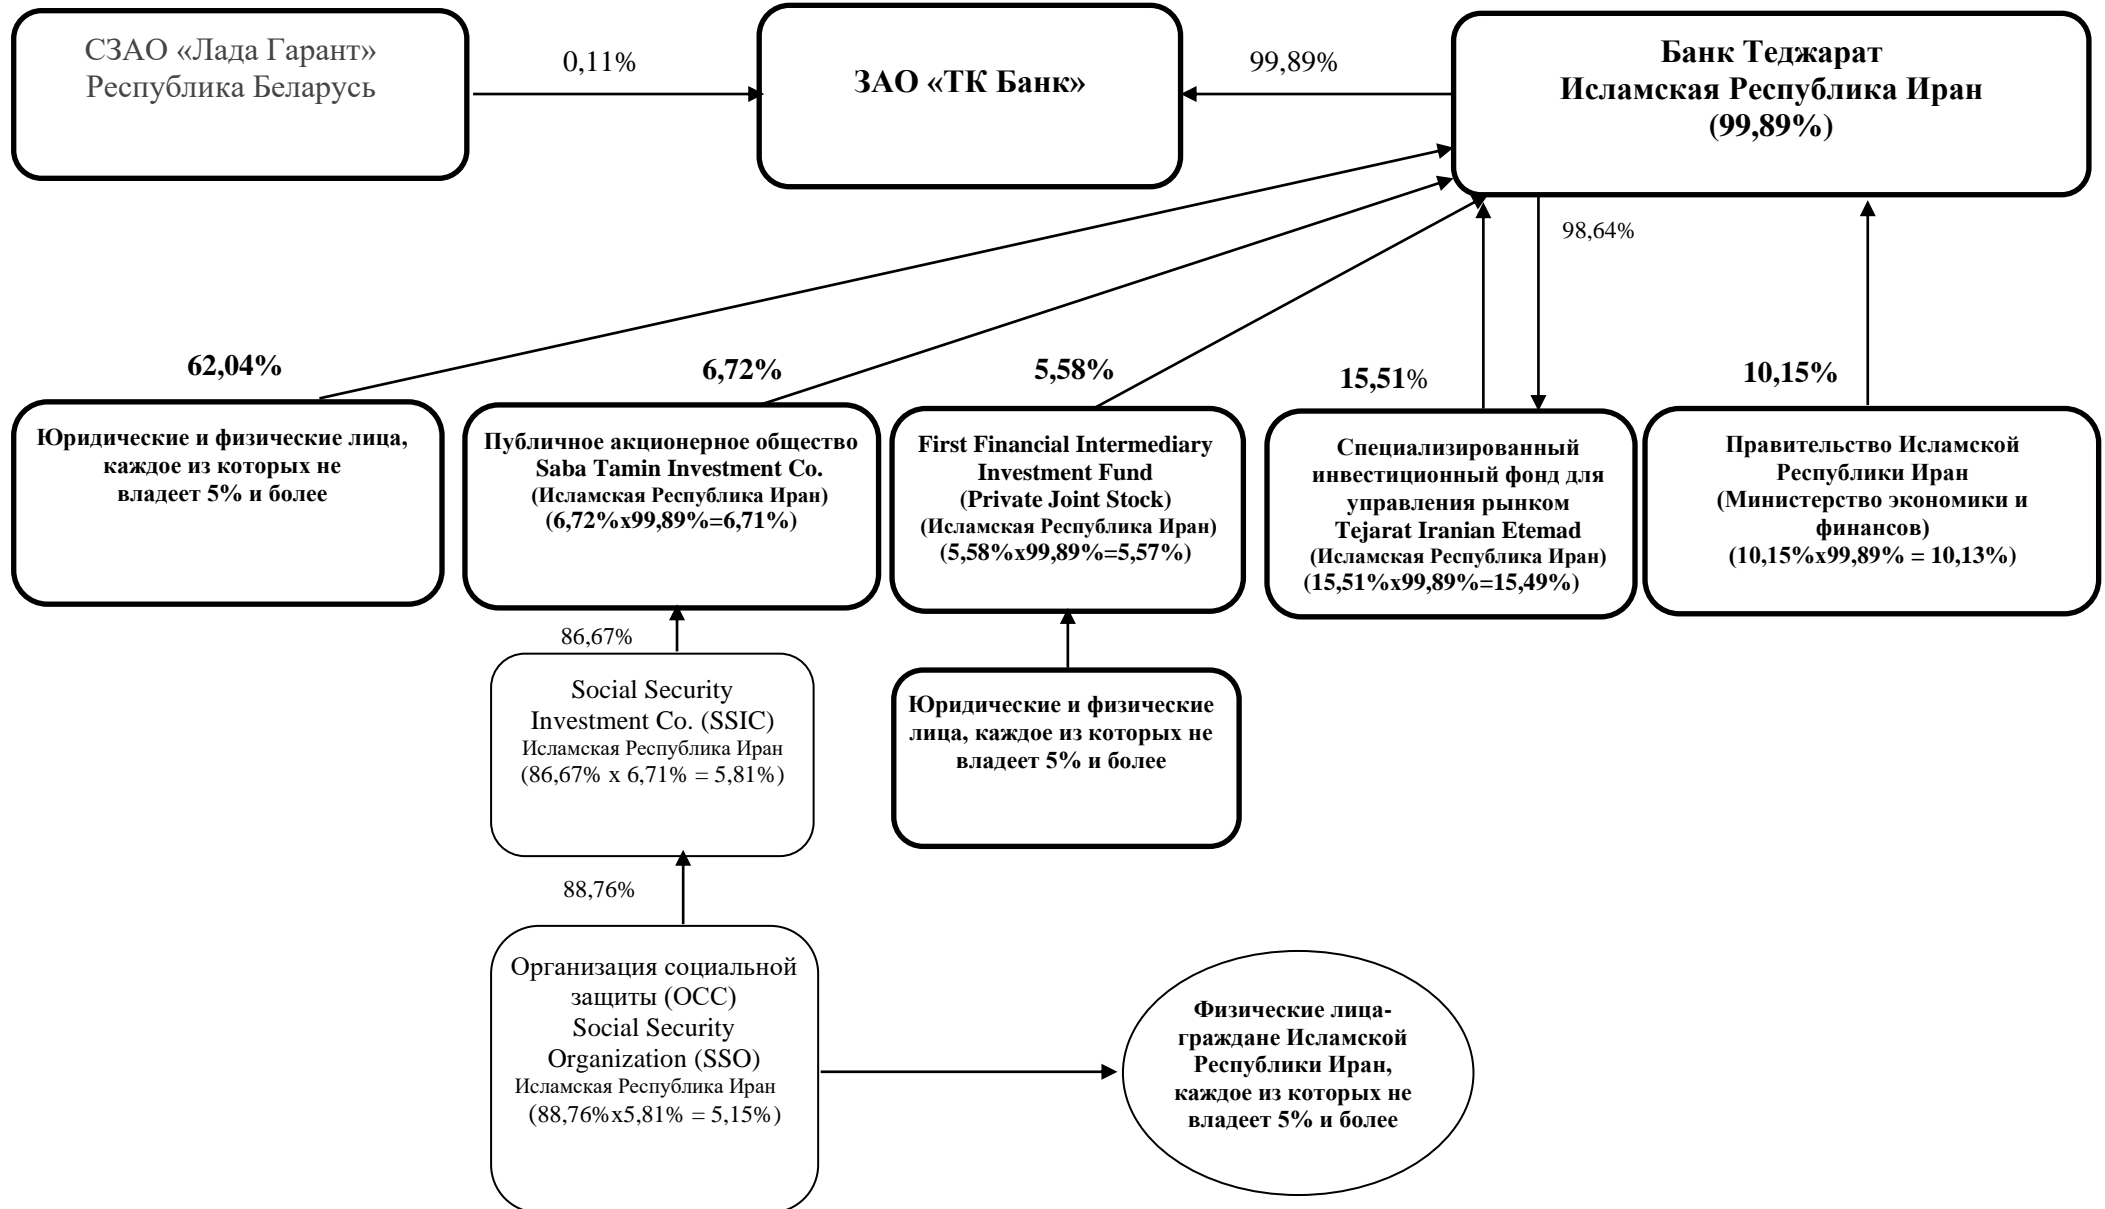 СЗАО «Лада Гарант»
Республика Беларусь
0,11%
ЗАО «ТК Банк»
99,89%
Банк Теджарат
Исламская Республика Иран
(99,89%)
98,64%
62,04%
6,72%
5,58%
15,51%
10,15%
Юридические и физические лица,
каждое из которых не
владеет 5% и более
Публичное акционерное общество
Saba Tamin Investment Co.
(Исламская Республика Иран)
(6,72%х99,89%=6,71%)
First Financial Intermediary
Investment Fund
(Private Joint Stock)
(Исламская Республика Иран)
(5,58%х99,89%=5,57%)
Специализированный
инвестиционный фонд для
управления рынком
Tejarat Iranian Etemad
(Исламская Республика Иран)
(15,51%х99,89%=15,49%)
Правительство Исламской
Республики Иран
(Министерство экономики и
финансов)
(10,15%х99,89% = 10,13%)
86,67%
Social Security
Investment Co. (SSIC)
Исламская Республика Иран
(86,67% х 6,71% = 5,81%)
Юридические и физические
лица, каждое из которых не
владеет 5% и более
88,76%
Организация социальной
защиты (ОСС)
Social Security
Organization (SSO)
Исламская Республика Иран
(88,76%х5,81% = 5,15%)
Физические лица-
граждане Исламской
Республики Иран,
каждое из которых не
владеет 5% и более